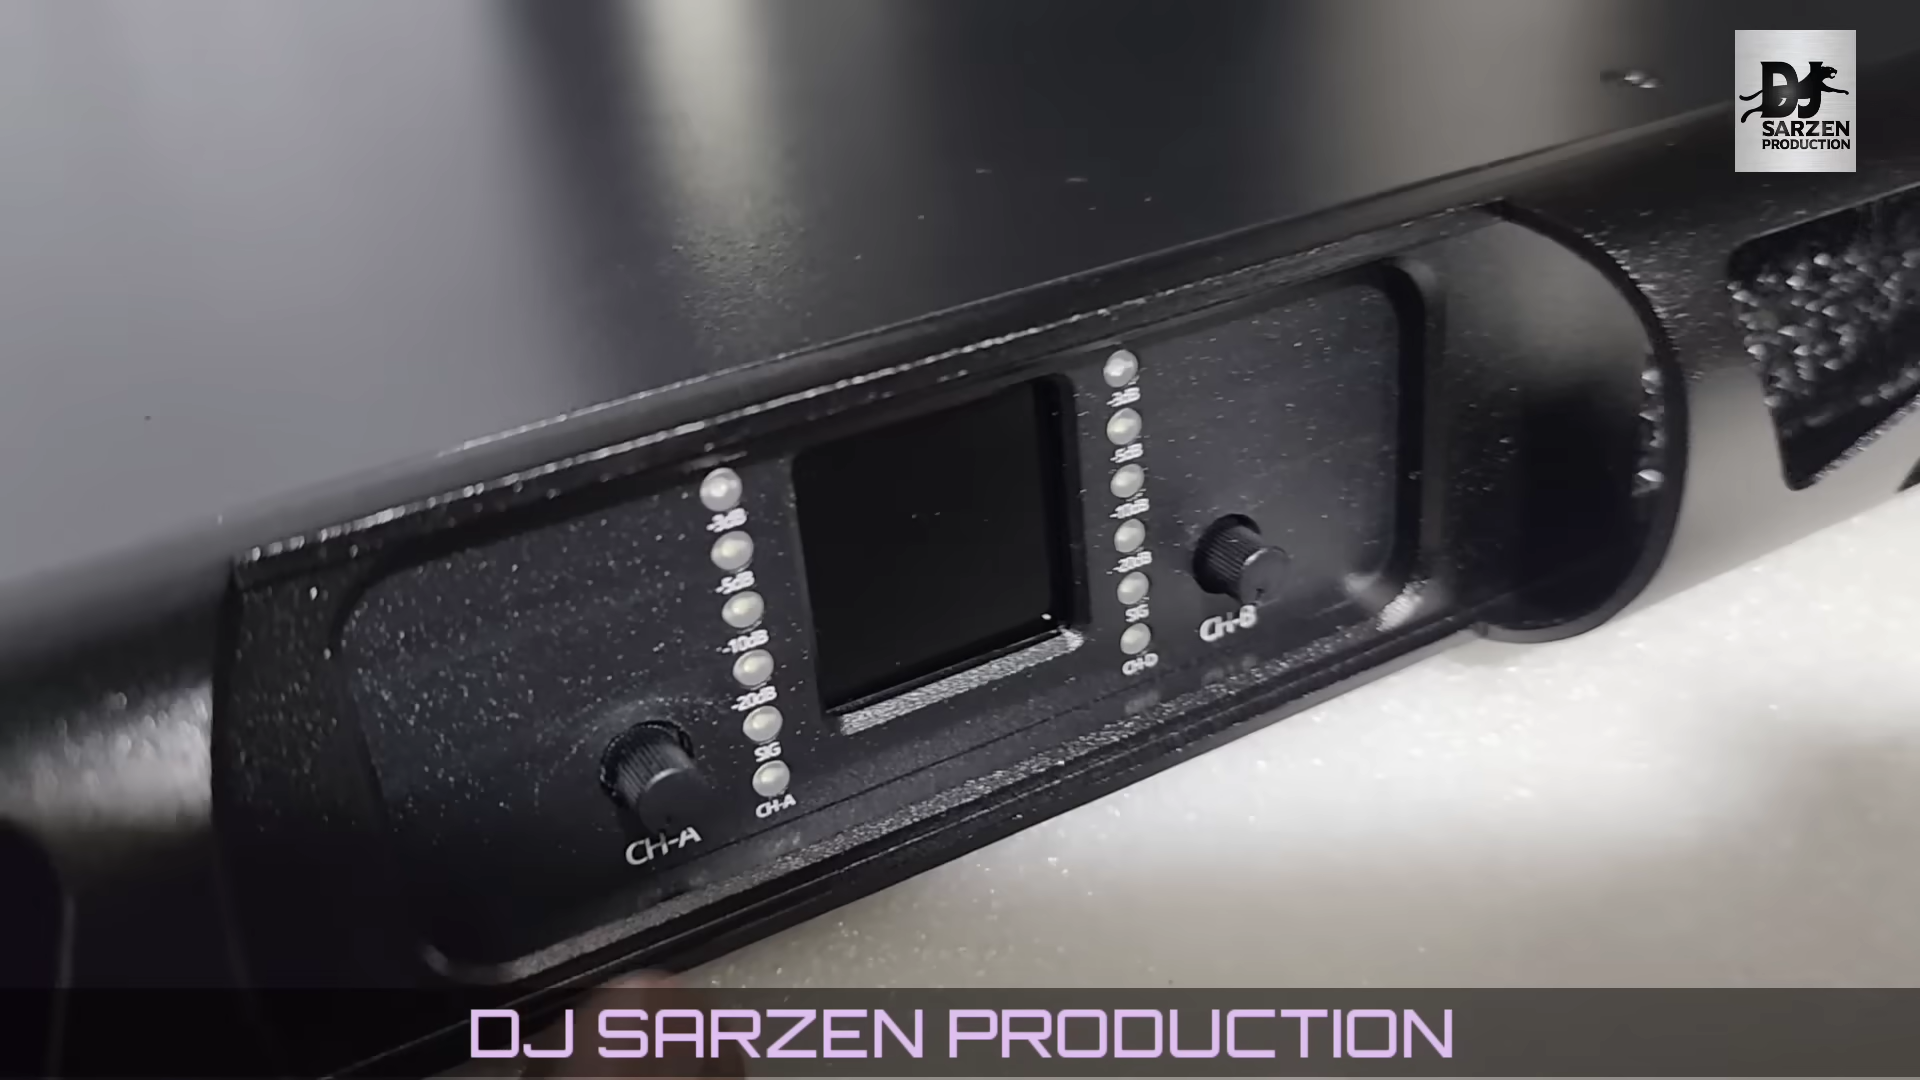 DJ
SARZEN
PRODUCTION
-3dB
-5dB
-10dB
-20dB
SIG
CH-A
CH-A
-3dB
-5dB
-10dB
-20dB
SIG
CH-B
DJ SARZEN PRODUCTION